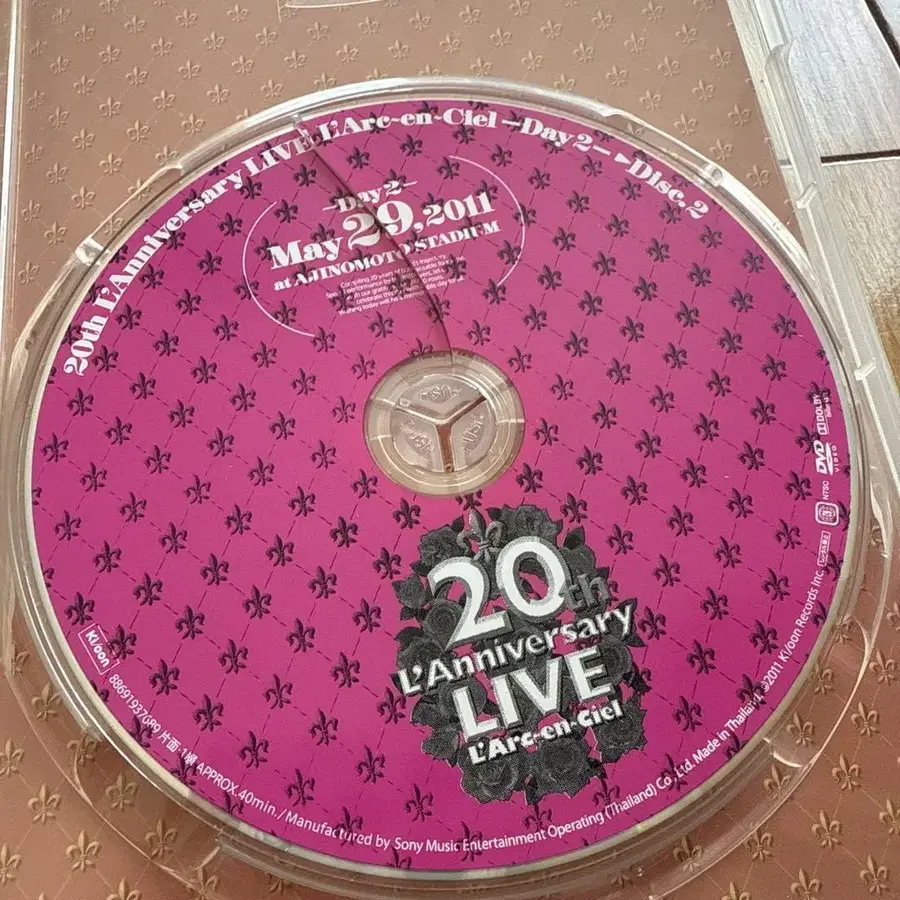 20th L'Anniversary LIVE L'Arc~en~Ciel —Day 2— ►Disc.2
—Day 2—
May 29, 2011
at AJINOMOTO STADIUM
20th
L'Anniversary
LIVE
L'Arc~en~Ciel
DOLBY
DVD
VIDEO
NTSC
Ki/oon
片面・1層 APPROX.40min./Manufactured by Sony Music Entertainment Operating (Thailand) Co.,Ltd. Made in Thailand. ©2011 Ki/oon Records Inc.